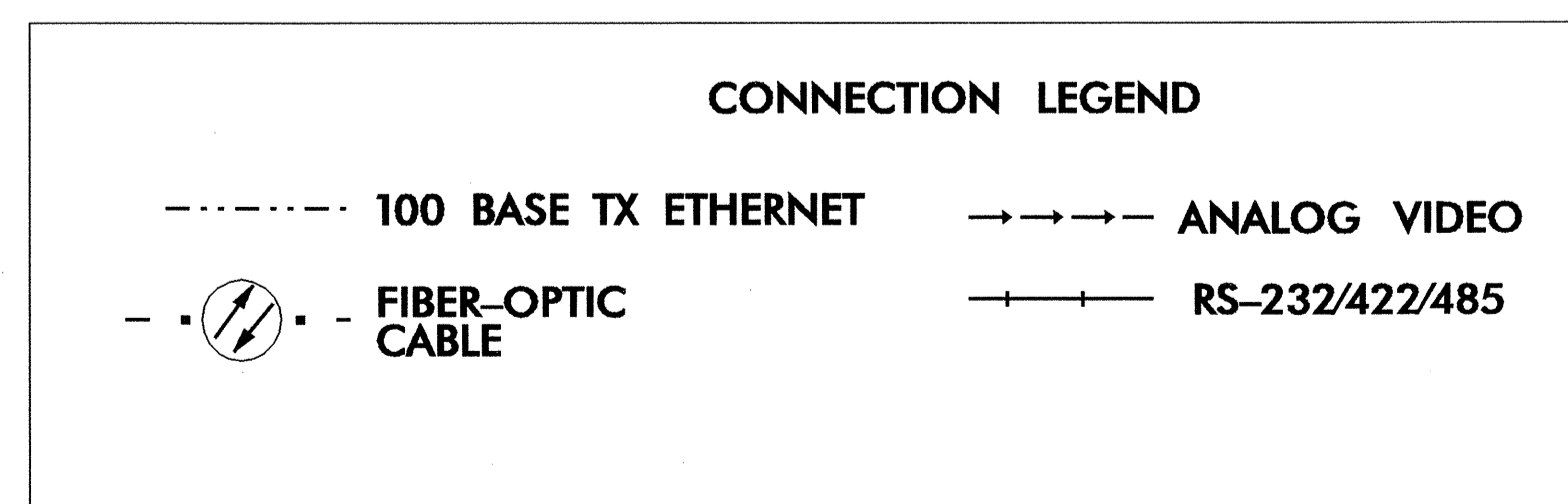 CONNECTION LEGEND
100 BASE TX ETHERNET
FIBER–OPTIC
CABLE
ANALOG VIDEO
RS–232/422/485